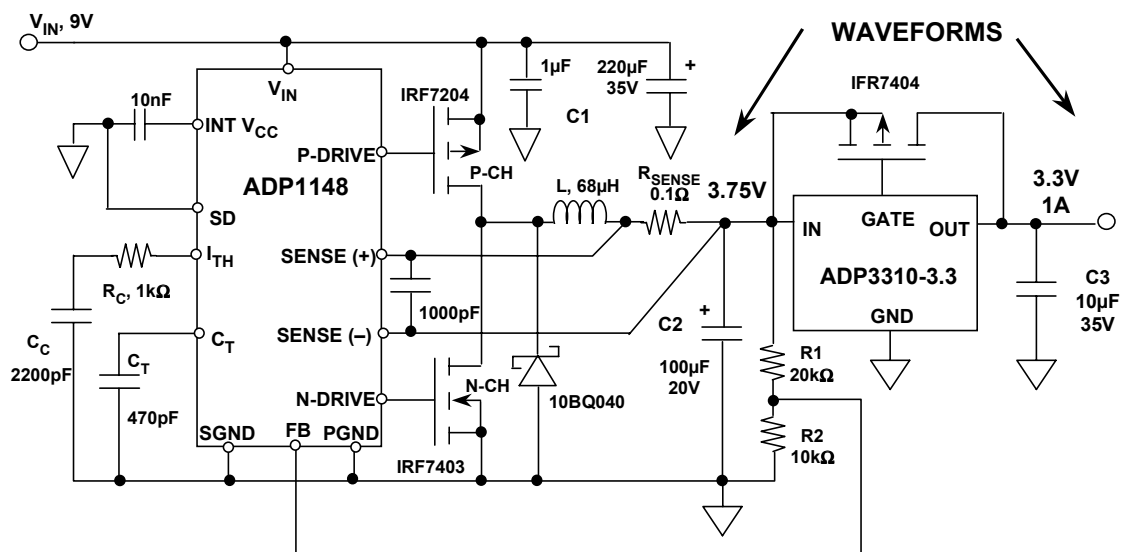 V_IN, 9V
WAVEFORMS
IFR7404
10nF
V_IN
IRF7204
1µF
C1
220µF
35V
+
INT V_CC
P-DRIVE
P-CH
ADP1148
L, 68µH
R_SENSE
0.1Ω
3.75V
3.3V
1A
SD
GATE
IN
OUT
I_TH
SENSE (+)
ADP3310-3.3
R_C, 1kΩ
1000pF
GND
C3
10µF
35V
C_T
SENSE (–)
C2
+
100µF
20V
C_C
2200pF
C_T
470pF
N-DRIVE
N-CH
10BQ040
R1
20kΩ
SGND
FB
PGND
IRF7403
R2
10kΩ